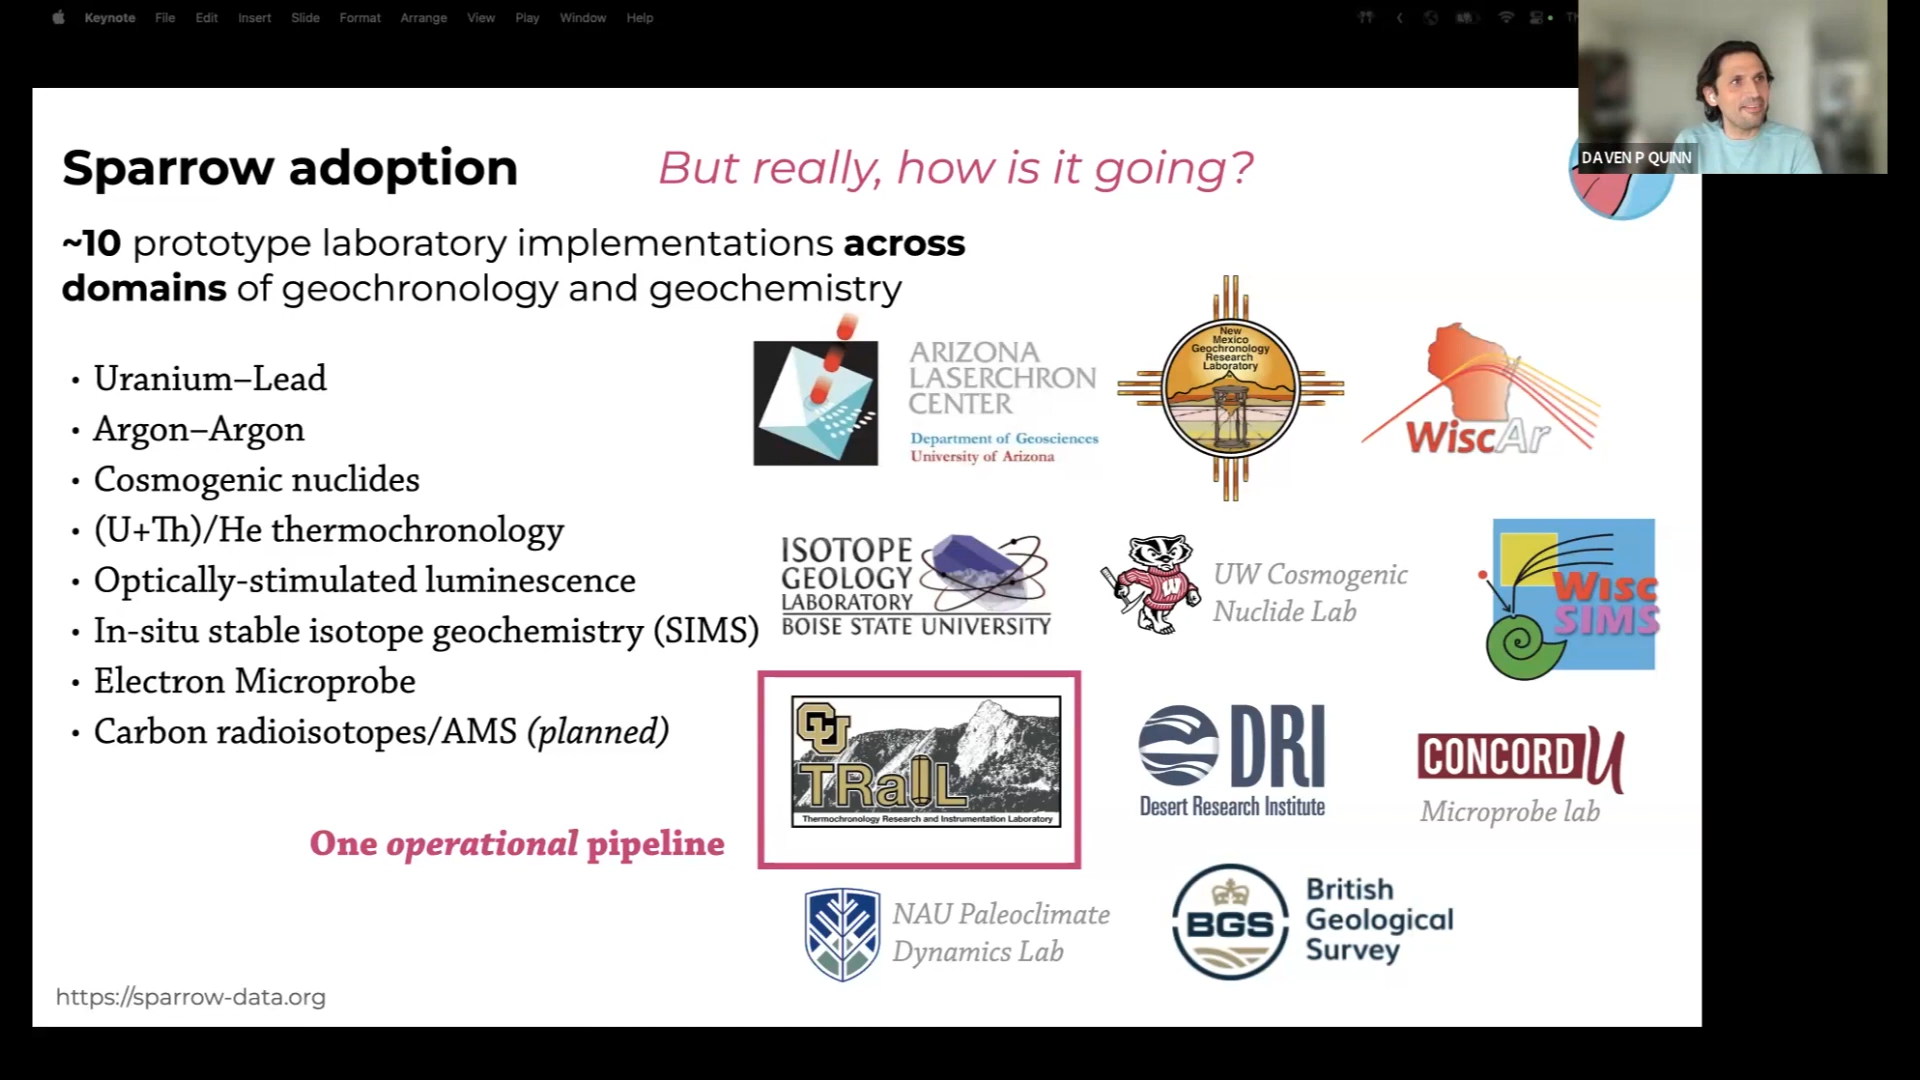 Keynote File Edit Insert Slide Format Arrange View Play Window Help
DAVEN P QUINN
Sparrow adoption
But really, how is it going?
~10 prototype laboratory implementations across
domains of geochronology and geochemistry
• Uranium–Lead
• Argon–Argon
• Cosmogenic nuclides
• (U+Th)/He thermochronology
• Optically-stimulated luminescence
• In-situ stable isotope geochemistry (SIMS)
• Electron Microprobe
• Carbon radioisotopes/AMS (planned)
One operational pipeline
ARIZONA
LASERCHRON
CENTER
Department of Geosciences
University of Arizona
New
Mexico
Geochronology
Research
Laboratory
WiscAr
ISOTOPE
GEOLOGY
LABORATORY
BOISE STATE UNIVERSITY
W
UW Cosmogenic
Nuclide Lab
Wisc
SIMS
CU
TRaIL
Thermochronology Research and Instrumentation Laboratory
DRI
Desert Research Institute
CONCORD U
Microprobe lab
NAU Paleoclimate
Dynamics Lab
BGS
British
Geological
Survey
https://sparrow-data.org